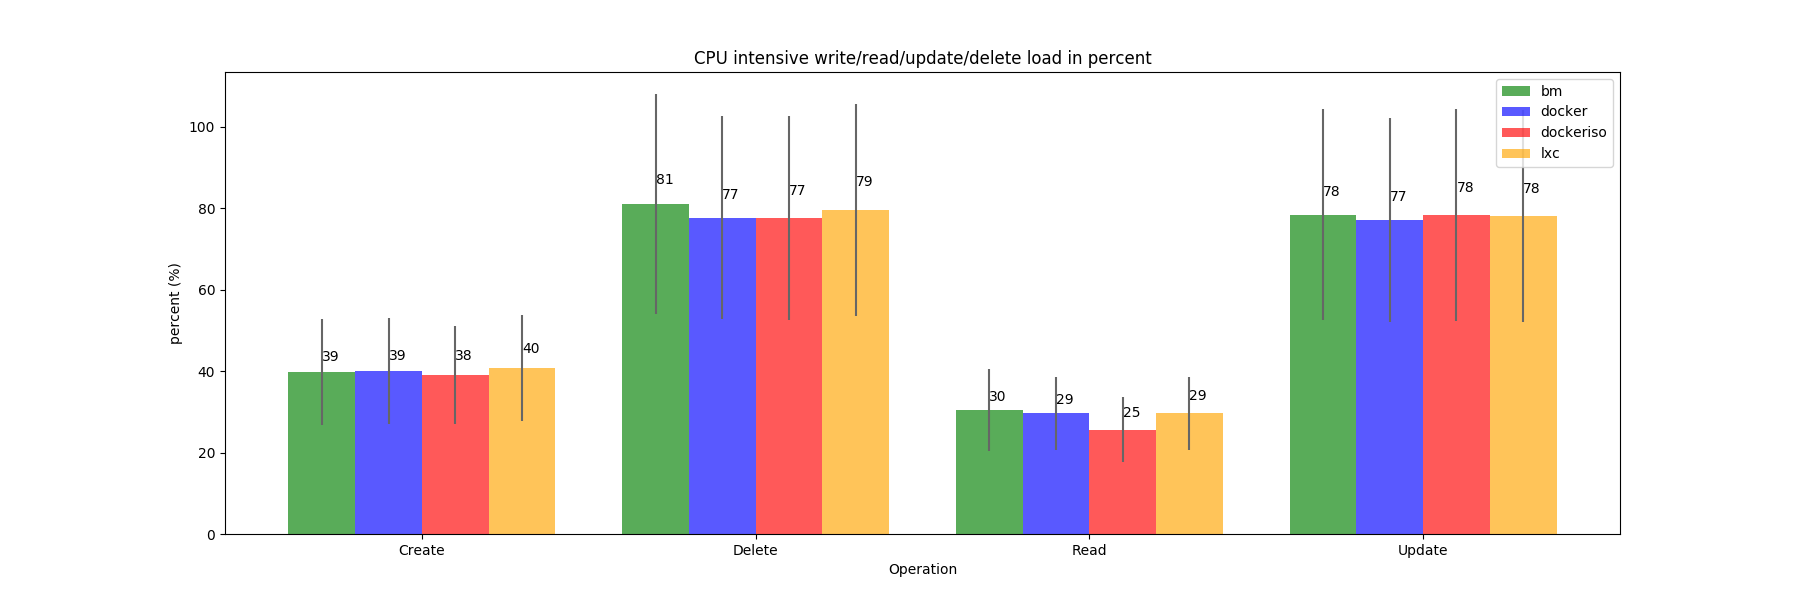 CPU intensive write/read/update/delete load in percent
bm
docker
dockeriso
lxc
percent (%)
100
80
60
40
20
0
39
39
38
40
81
77
77
79
30
29
25
29
78
77
78
78
Create
Delete
Read
Update
Operation